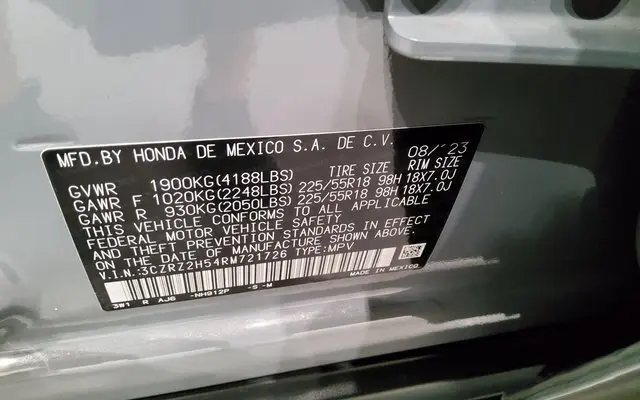 MFD.BY HONDA DE MEXICO S.A. DE C.V. 08/'23
TIRE SIZE RIM SIZE
GVWR 1900KG(4188LBS)
GAWR F 1020KG(2248LBS) 225/55R18 98H 18X7.0J
GAWR R 930KG(2050LBS) 225/55R18 98H 18X7.0J
THIS VEHICLE CONFORMS TO ALL APPLICABLE
FEDERAL MOTOR VEHICLE SAFETY
AND THEFT PREVENTION STANDARDS IN EFFECT
ON THE DATE OF MANUFACTURE SHOWN ABOVE.
V.I.N.:3CZRZ2H54RM721726 TYPE:MPV
MADE IN MEXICO
3W1 R AJ6 -NH912P -S -M